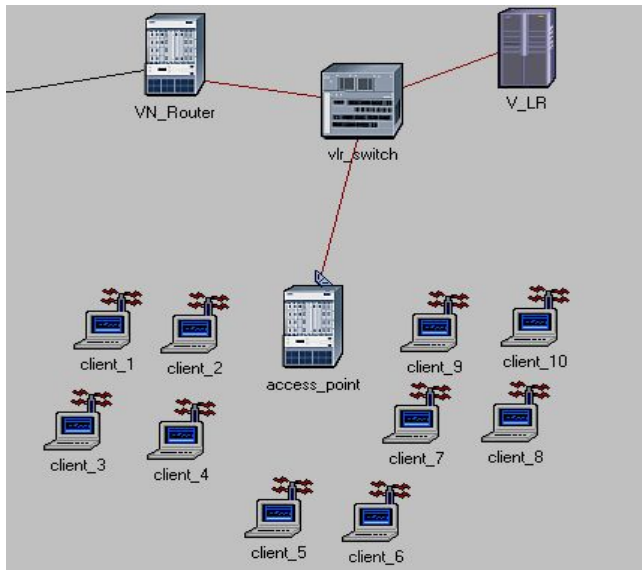 VN_Router
V_LR
vlr_switch
access_point
client_1
client_2
client_9
client_10
client_3
client_4
client_7
client_8
client_5
client_6